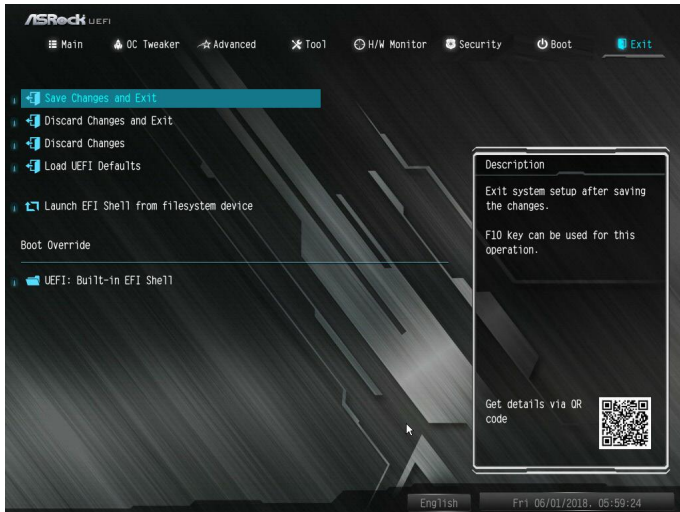 ASRock UEFI
Main OC Tweaker Advanced Tool H/W Monitor Security Boot Exit
Save Changes and Exit
Discard Changes and Exit
Discard Changes
Load UEFI Defaults
Launch EFI Shell from filesystem device
Boot Override
UEFI: Built-in EFI Shell
Description
Exit system setup after saving
the changes.
F10 key can be used for this
operation.
Get details via QR
code
English Fri 06/01/2018, 05:59:24